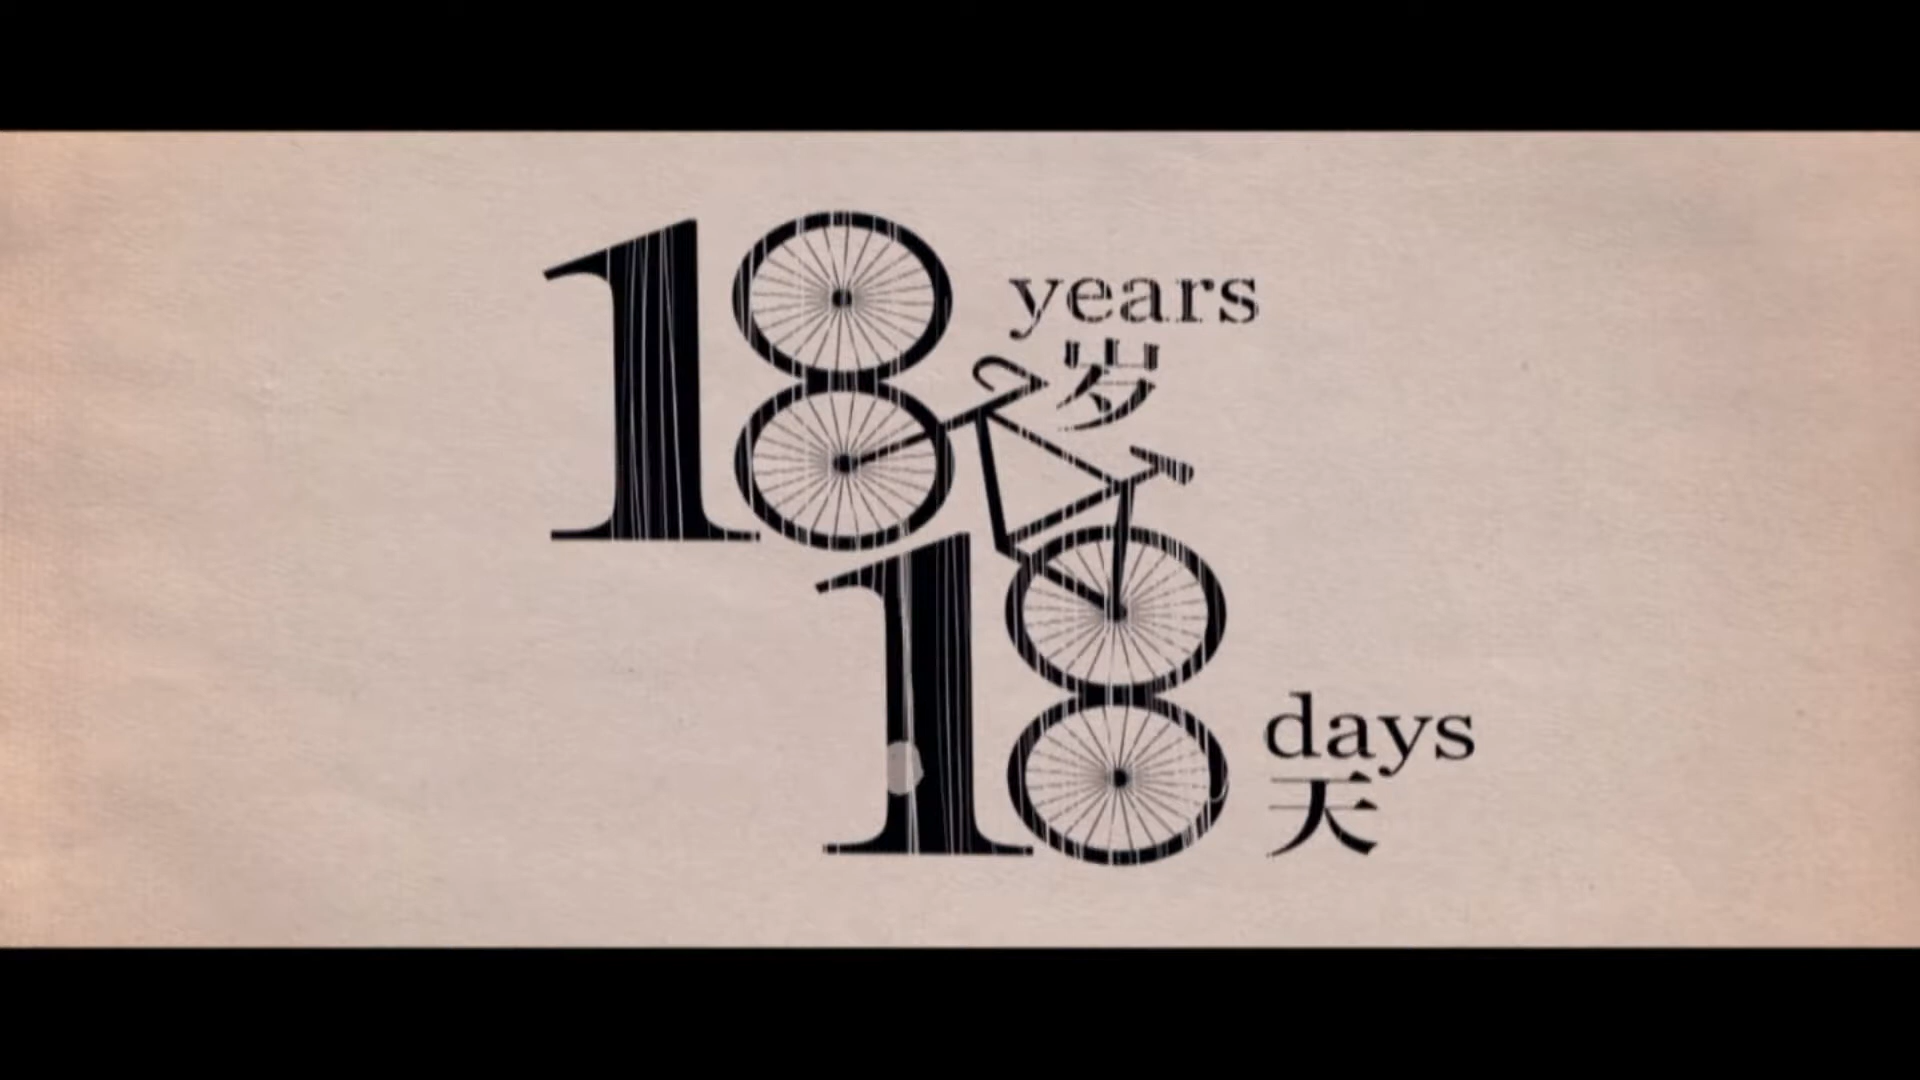 18 years
岁
18 days
天